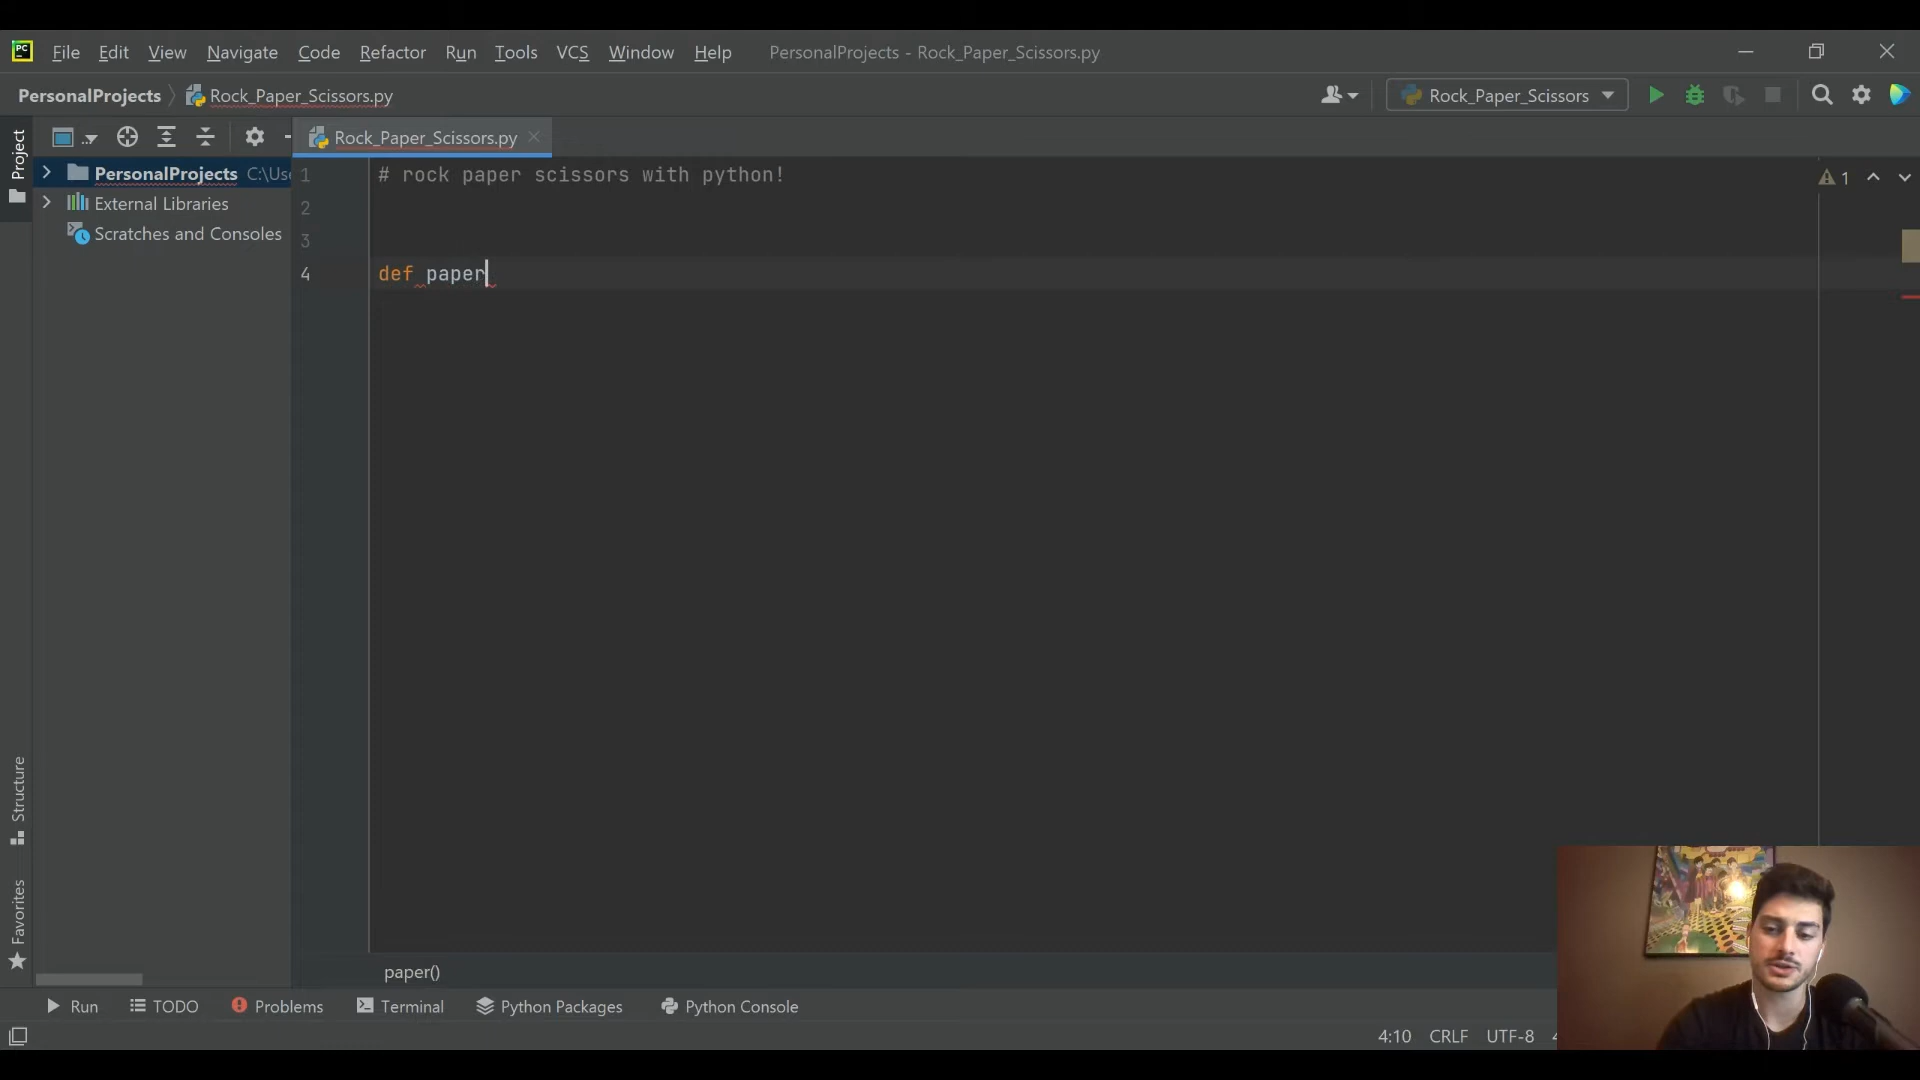 PC File Edit View Navigate Code Refactor Run Tools VCS Window Help PersonalProjects - Rock_Paper_Scissors.py
PersonalProjects Rock_Paper_Scissors.py Rock_Paper_Scissors
Project
Rock_Paper_Scissors.py
PersonalProjects C:\Use
External Libraries
Scratches and Consoles
1 # rock paper scissors with python!
2
3
4 def paper
1
Structure
Favorites
paper()
Run TODO Problems Terminal Python Packages Python Console
4:10 CRLF UTF-8